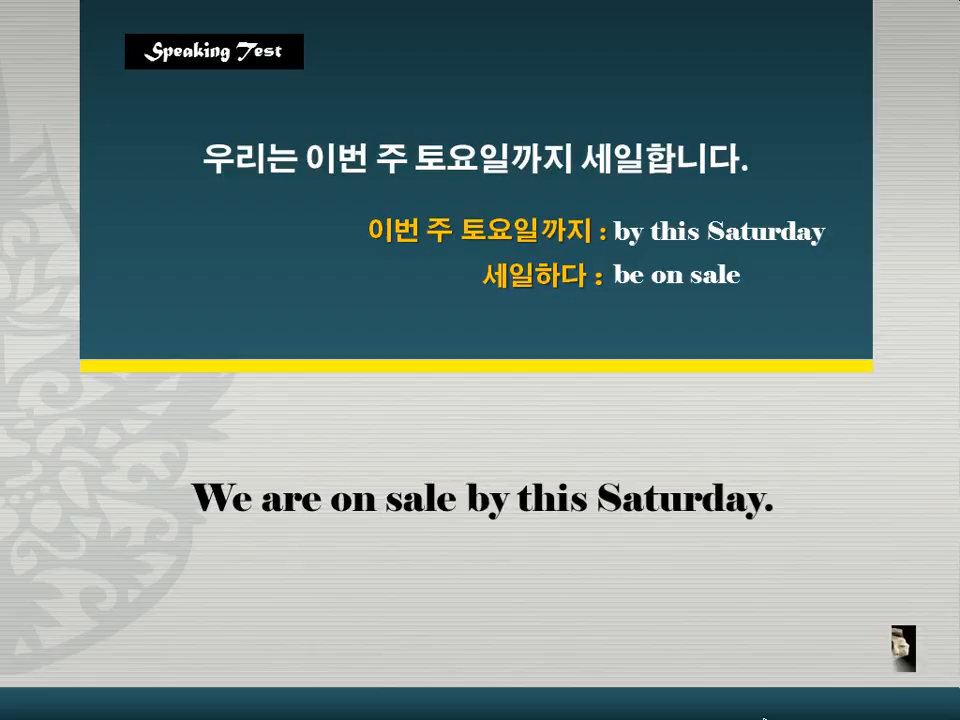 Speaking Test
우리는 이번 주 토요일까지 세일합니다.
이번 주 토요일까지 : by this Saturday
세일하다 : be on sale
We are on sale by this Saturday.